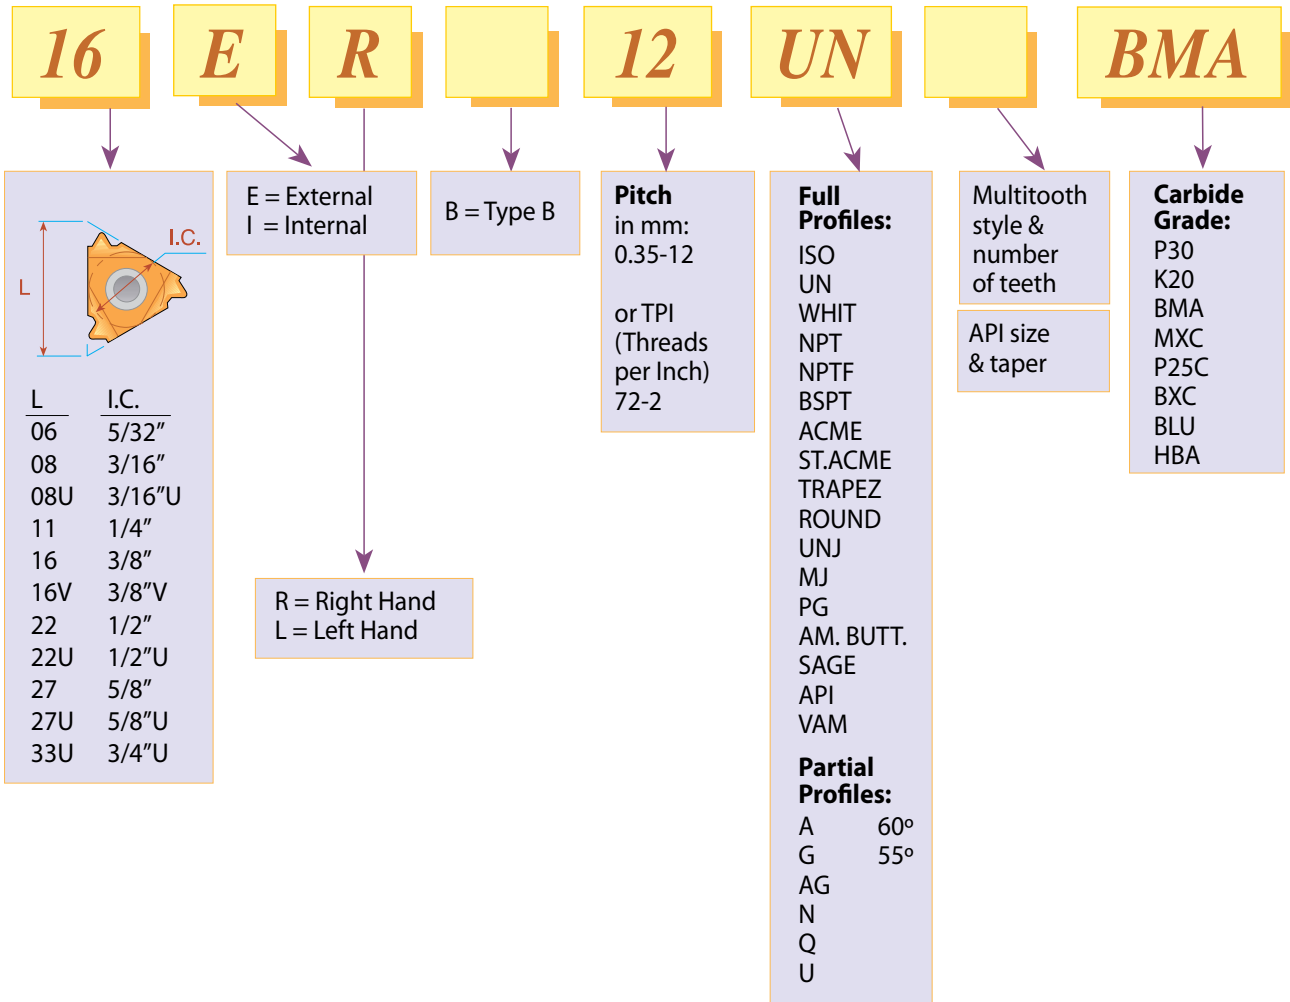 16 E R 12 UN BMA
L
I.C.
L I.C.
06 5/32"
08 3/16"
08U 3/16"U
11 1/4"
16 3/8"
16V 3/8"V
22 1/2"
22U 1/2"U
27 5/8"
27U 5/8"U
33U 3/4"U
E = External
I = Internal
R = Right Hand
L = Left Hand
B = Type B
Pitch
in mm:
0.35-12
or TPI
(Threads
per Inch)
72-2
Full
Profiles:
ISO
UN
WHIT
NPT
NPTF
BSPT
ACME
ST.ACME
TRAPEZ
ROUND
UNJ
MJ
PG
AM. BUTT.
SAGE
API
VAM
Partial
Profiles:
A 60º
G 55º
AG
N
Q
U
Multitooth
style &
number
of teeth
API size
& taper
Carbide
Grade:
P30
K20
BMA
MXC
P25C
BXC
BLU
HBA